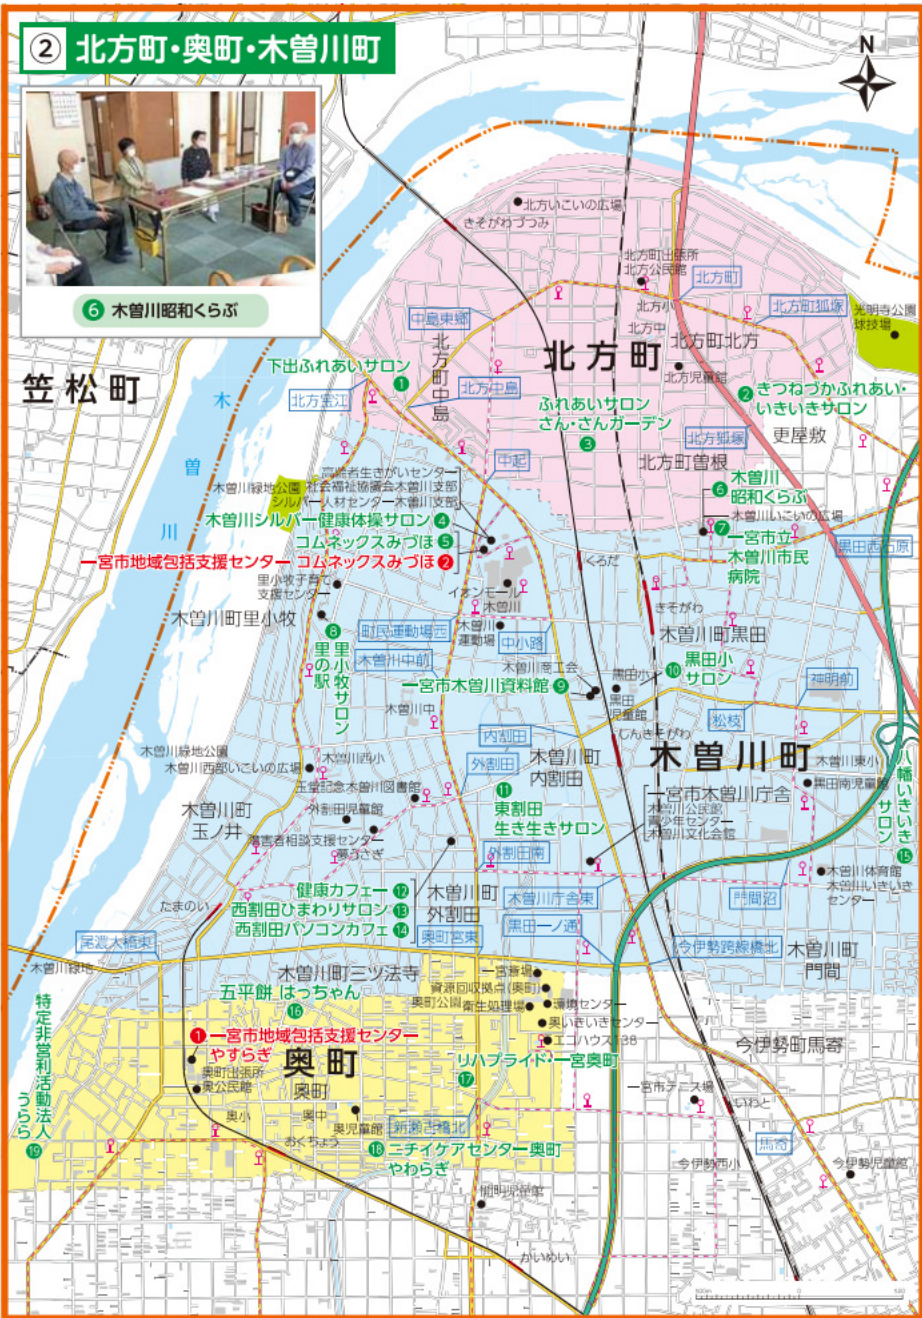 ② 北方町・奥町・木曽川町
N
⑥ 木曽川昭和くらぶ
北方いこいの広場
きそがわづつみ
北方町出張所
北方公民館
北方町
北方小
北方町狐塚
光明寺公園
球技場
中島東郷
北方中
北方町北方
北方町中島
北方町
北方児童館
笠松町
下出ふれあいサロン
①
北方宝江
北方中島
ふれあいサロン
さん・さんガーデン
③
② きつねづかふれあい・
いきいきサロン
更屋敷
北方狐塚
北方町曽根
木曽川
中起
高齢者生きがいセンター
木曽川緑地公園
社会福祉協議会木曽川支部
シルバー人材センター木曽川支部
木曽川シルバー健康体操サロン ④
コムネックスみづほ ⑤
一宮市地域包括支援センター コムネックスみづほ ②
⑥ 木曽川
昭和くらぶ
木曽川いこいの広場
⑦ 一宮市立
木曽川市民
病院
黒田西石原
くろだ
里小牧子育て
支援センター
イオンモール
木曽川
きそがわ
木曽川町里小牧
⑧ 里小牧サロン
里の駅
町民運動場西
木曽川
運動場
中小路
木曽川町黒田
木曽川中前
木曽川商工会
黒田小
⑩ 黒田小
サロン
一宮市木曽川資料館 ⑨
黒田
児童館
神明前
松枝
木曽川中
しんきそがわ
内割田
木曽川町
内割田
木曽川町
木曽川緑地公園
木曽川西部いこいの広場
木曽川西小
外割田
木曽川東小
黒田南児童館
玉堂記念木曽川図書館
⑪
東割田
生き生きサロン
一宮市木曽川庁舎
木曽川公民館
青少年センター
木曽川文化会館
八幡いきいきサロン
⑮
木曽川町
玉ノ井
外割田児童館
障害者相談支援センター
夢うさぎ
外割田南
木曽川体育館
木曽川いきいき
センター
健康カフェー ⑫
西割田ひまわりサロン ⑬
西割田パソコンカフェ ⑭
木曽川町
外割田
木曽川庁舎東
門間沼
たまのい
奥町宮東
黒田一ノ通
今伊勢跨線橋北
尾濃大橋東
木曽川町
門間
木曽川緑地
木曽川町三ツ法寺
一宮斎場
資源回収拠点(奥町)
五平餅 はっちゃん
⑯
奥町公園
衛生処理場
環境センター
奥いきいきセンター
エコハウス138
① 一宮市地域包括支援センター
やすらぎ
奥町
奥町
リハプライド・一宮奥町
⑰
今伊勢町馬寄
奥町出張所
奥公民館
特定非営利活動法人
うらら
⑲
一宮市テニス場
いわと
奥小
奥中
奥児童館
新瀬古橋北
おくちょう
馬寄
⑱ ニチイケアセンター奥町
やわらぎ
今伊勢西小
今伊勢児童館
開明児童館
かいめい
500m
0
500